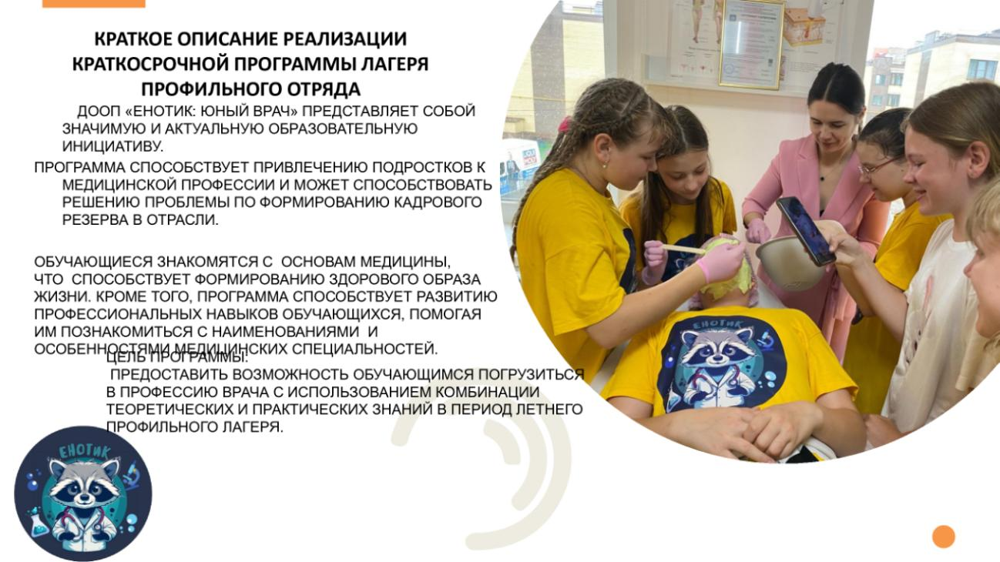 КРАТКОЕ ОПИСАНИЕ РЕАЛИЗАЦИИ
КРАТКОСРОЧНОЙ ПРОГРАММЫ ЛАГЕРЯ
ПРОФИЛЬНОГО ОТРЯДА
ДООП «ЕНОТИК: ЮНЫЙ ВРАЧ» ПРЕДСТАВЛЯЕТ СОБОЙ
ЗНАЧИМУЮ И АКТУАЛЬНУЮ ОБРАЗОВАТЕЛЬНУЮ
ИНИЦИАТИВУ.
ПРОГРАММА СПОСОБСТВУЕТ ПРИВЛЕЧЕНИЮ ПОДРОСТКОВ К
МЕДИЦИНСКОЙ ПРОФЕССИИ И МОЖЕТ СПОСОБСТВОВАТЬ
РЕШЕНИЮ ПРОБЛЕМЫ ПО ФОРМИРОВАНИЮ КАДРОВОГО
РЕЗЕРВА В ОТРАСЛИ.
ОБУЧАЮЩИЕСЯ ЗНАКОМЯТСЯ С ОСНОВАМ МЕДИЦИНЫ,
ЧТО СПОСОБСТВУЕТ ФОРМИРОВАНИЮ ЗДОРОВОГО ОБРАЗА
ЖИЗНИ. КРОМЕ ТОГО, ПРОГРАММА СПОСОБСТВУЕТ РАЗВИТИЮ
ПРОФЕССИОНАЛЬНЫХ НАВЫКОВ ОБУЧАЮЩИХСЯ, ПОМОГАЯ
ИМ ПОЗНАКОМИТЬСЯ С НАИМЕНОВАНИЯМИ И
ОСОБЕННОСТЯМИ МЕДИЦИНСКИХ СПЕЦИАЛЬНОСТЕЙ.
ЦЕЛЬ ПРОГРАММЫ:
ПРЕДОСТАВИТЬ ВОЗМОЖНОСТЬ ОБУЧАЮЩИМСЯ ПОГРУЗИТЬСЯ
В ПРОФЕССИЮ ВРАЧА С ИСПОЛЬЗОВАНИЕМ КОМБИНАЦИИ
ТЕОРЕТИЧЕСКИХ И ПРАКТИЧЕСКИХ ЗНАНИЙ В ПЕРИОД ЛЕТНЕГО
ПРОФИЛЬНОГО ЛАГЕРЯ.
ЕНОТИК
ЕНОТИК